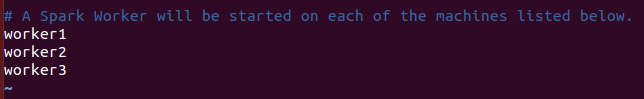 # A Spark Worker will be started on each of the machines listed below.
worker1
worker2
worker3
~